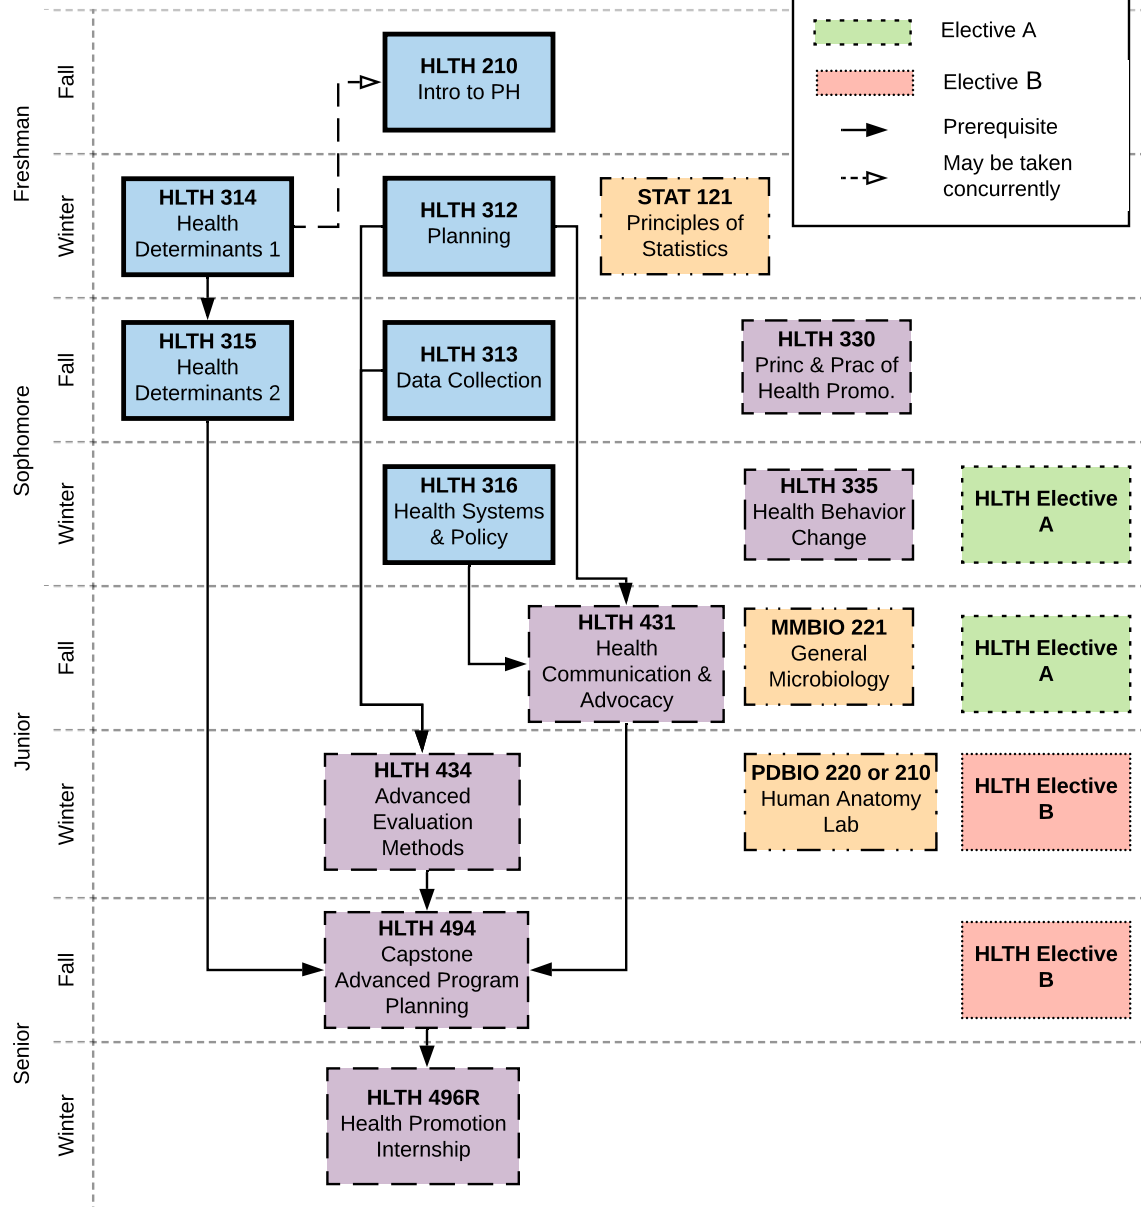 Elective A
Elective B
Prerequisite
May be taken
concurrently
Freshman
Fall
HLTH 210
Intro to PH
Winter
HLTH 314
Health
Determinants 1
HLTH 312
Planning
STAT 121
Principles of
Statistics
Sophomore
Fall
HLTH 315
Health
Determinants 2
HLTH 313
Data Collection
HLTH 330
Princ & Prac of
Health Promo.
Winter
HLTH 316
Health Systems
& Policy
HLTH 335
Health Behavior
Change
HLTH Elective
A
Junior
Fall
HLTH 431
Health
Communication &
Advocacy
MMBIO 221
General
Microbiology
HLTH Elective
A
Winter
HLTH 434
Advanced
Evaluation
Methods
PDBIO 220 or 210
Human Anatomy
Lab
HLTH Elective
B
Senior
Fall
HLTH 494
Capstone
Advanced Program
Planning
HLTH Elective
B
Winter
HLTH 496R
Health Promotion
Internship